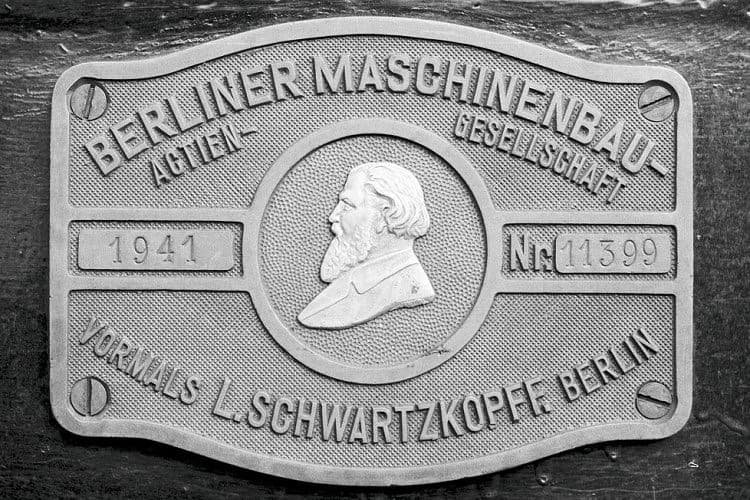 BERLINER MASCHINENBAU-
ACTIEN- GESELLSCHAFT
1941
Nr. 11399
VORMALS L. SCHWARTZKOPFF, BERLIN